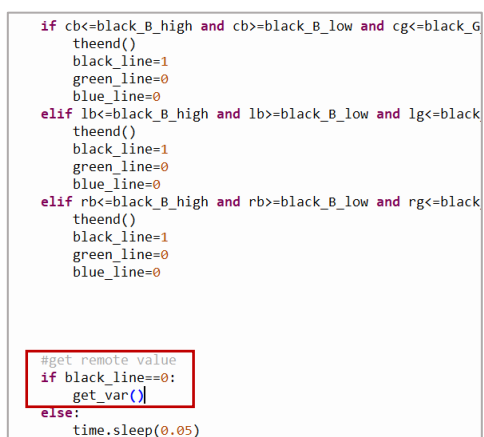 if cb<=black_B_high and cb>=black_B_low and cg<=black_G
theend()
black_line=1
green_line=0
blue_line=0
elif lb<=black_B_high and lb>=black_B_low and lg<=black
theend()
black_line=1
green_line=0
blue_line=0
elif rb<=black_B_high and rb>=black_B_low and rg<=black
theend()
black_line=1
green_line=0
blue_line=0
#get remote value
if black_line==0:
get_var()
else:
time.sleep(0.05)